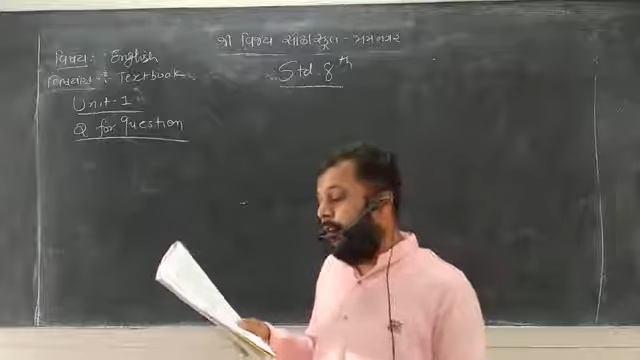 શ્રી વિજય સોઢા સ્કૂલ - જામનગર
Std. 8th
વિષય : English
Textbook
Unit - 1
Q for question